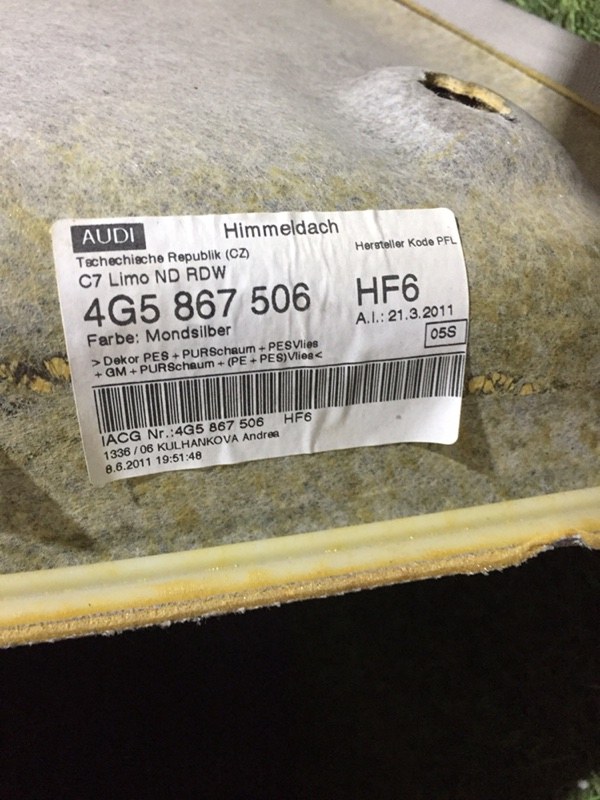 AUDI Himmeldach
Tschechische Republik (CZ) Hersteller Kode PFL
C7 Limo ND RDW
4G5 867 506 HF6
Farbe: Mondsilber A.I.: 21.3.2011
05S
>Dekor PES + PURSchaum + PESVlies
+ GM + PURSchaum + (PE + PES)Vlies<
IACG Nr.:4G5 867 506 HF6
1336 / 06 KULHANKOVA Andrea
8.6.2011 19:51:48